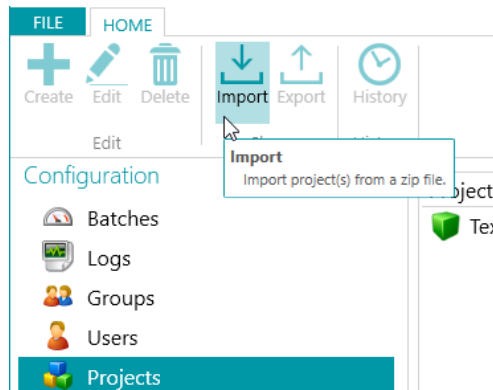 FILE HOME
Create Edit Delete Import Export History
Edit
Import
Import project(s) from a zip file.
Configuration
Batches
Logs
Groups
Users
Projects